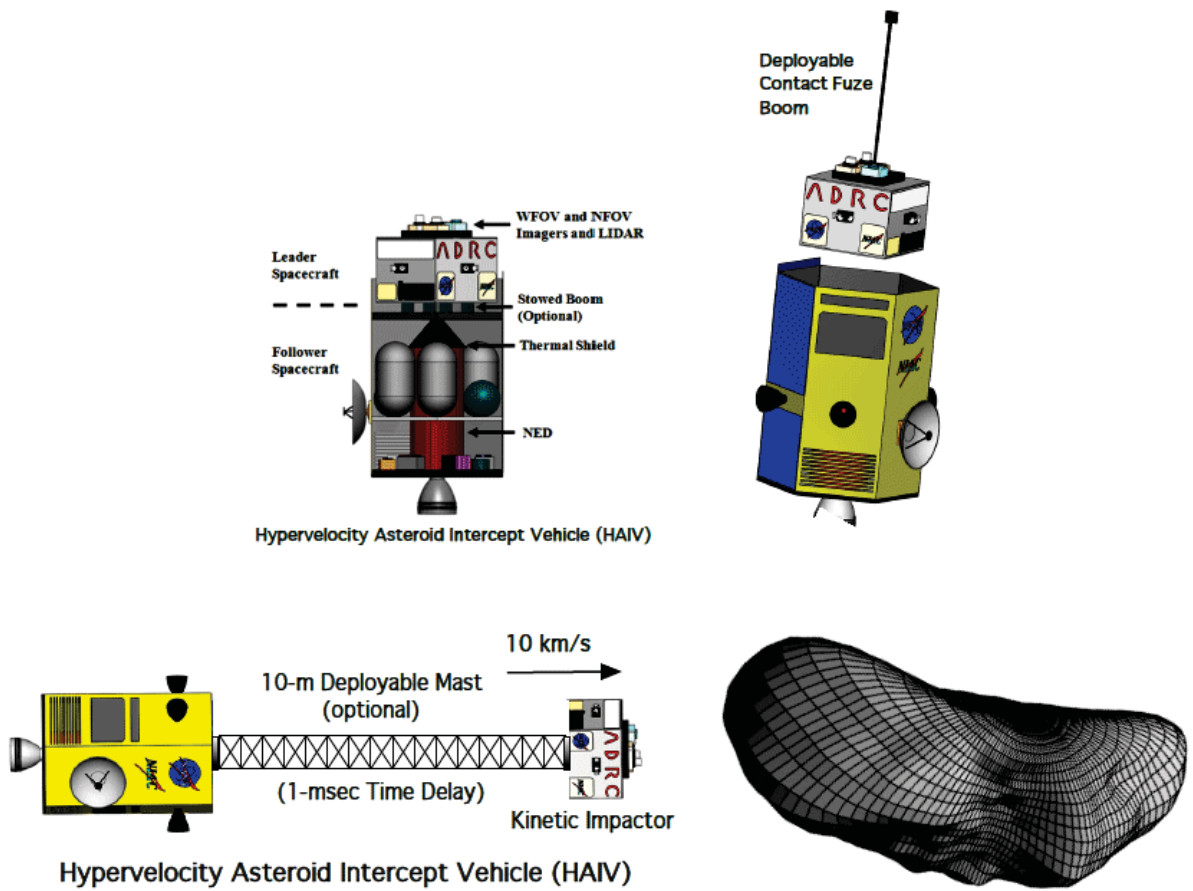 Deployable
Contact Fuze
Boom
ADRC
WFOV and NFOV
Imagers and LIDAR
Leader
Spacecraft
ADRC
Stowed Boom
(Optional)
Thermal Shield
Follower
Spacecraft
NED
Hypervelocity Asteroid Intercept Vehicle (HAIV)
10 km/s
10-m Deployable Mast
(optional)
ADRC
(1-msec Time Delay)
Kinetic Impactor
Hypervelocity Asteroid Intercept Vehicle (HAIV)